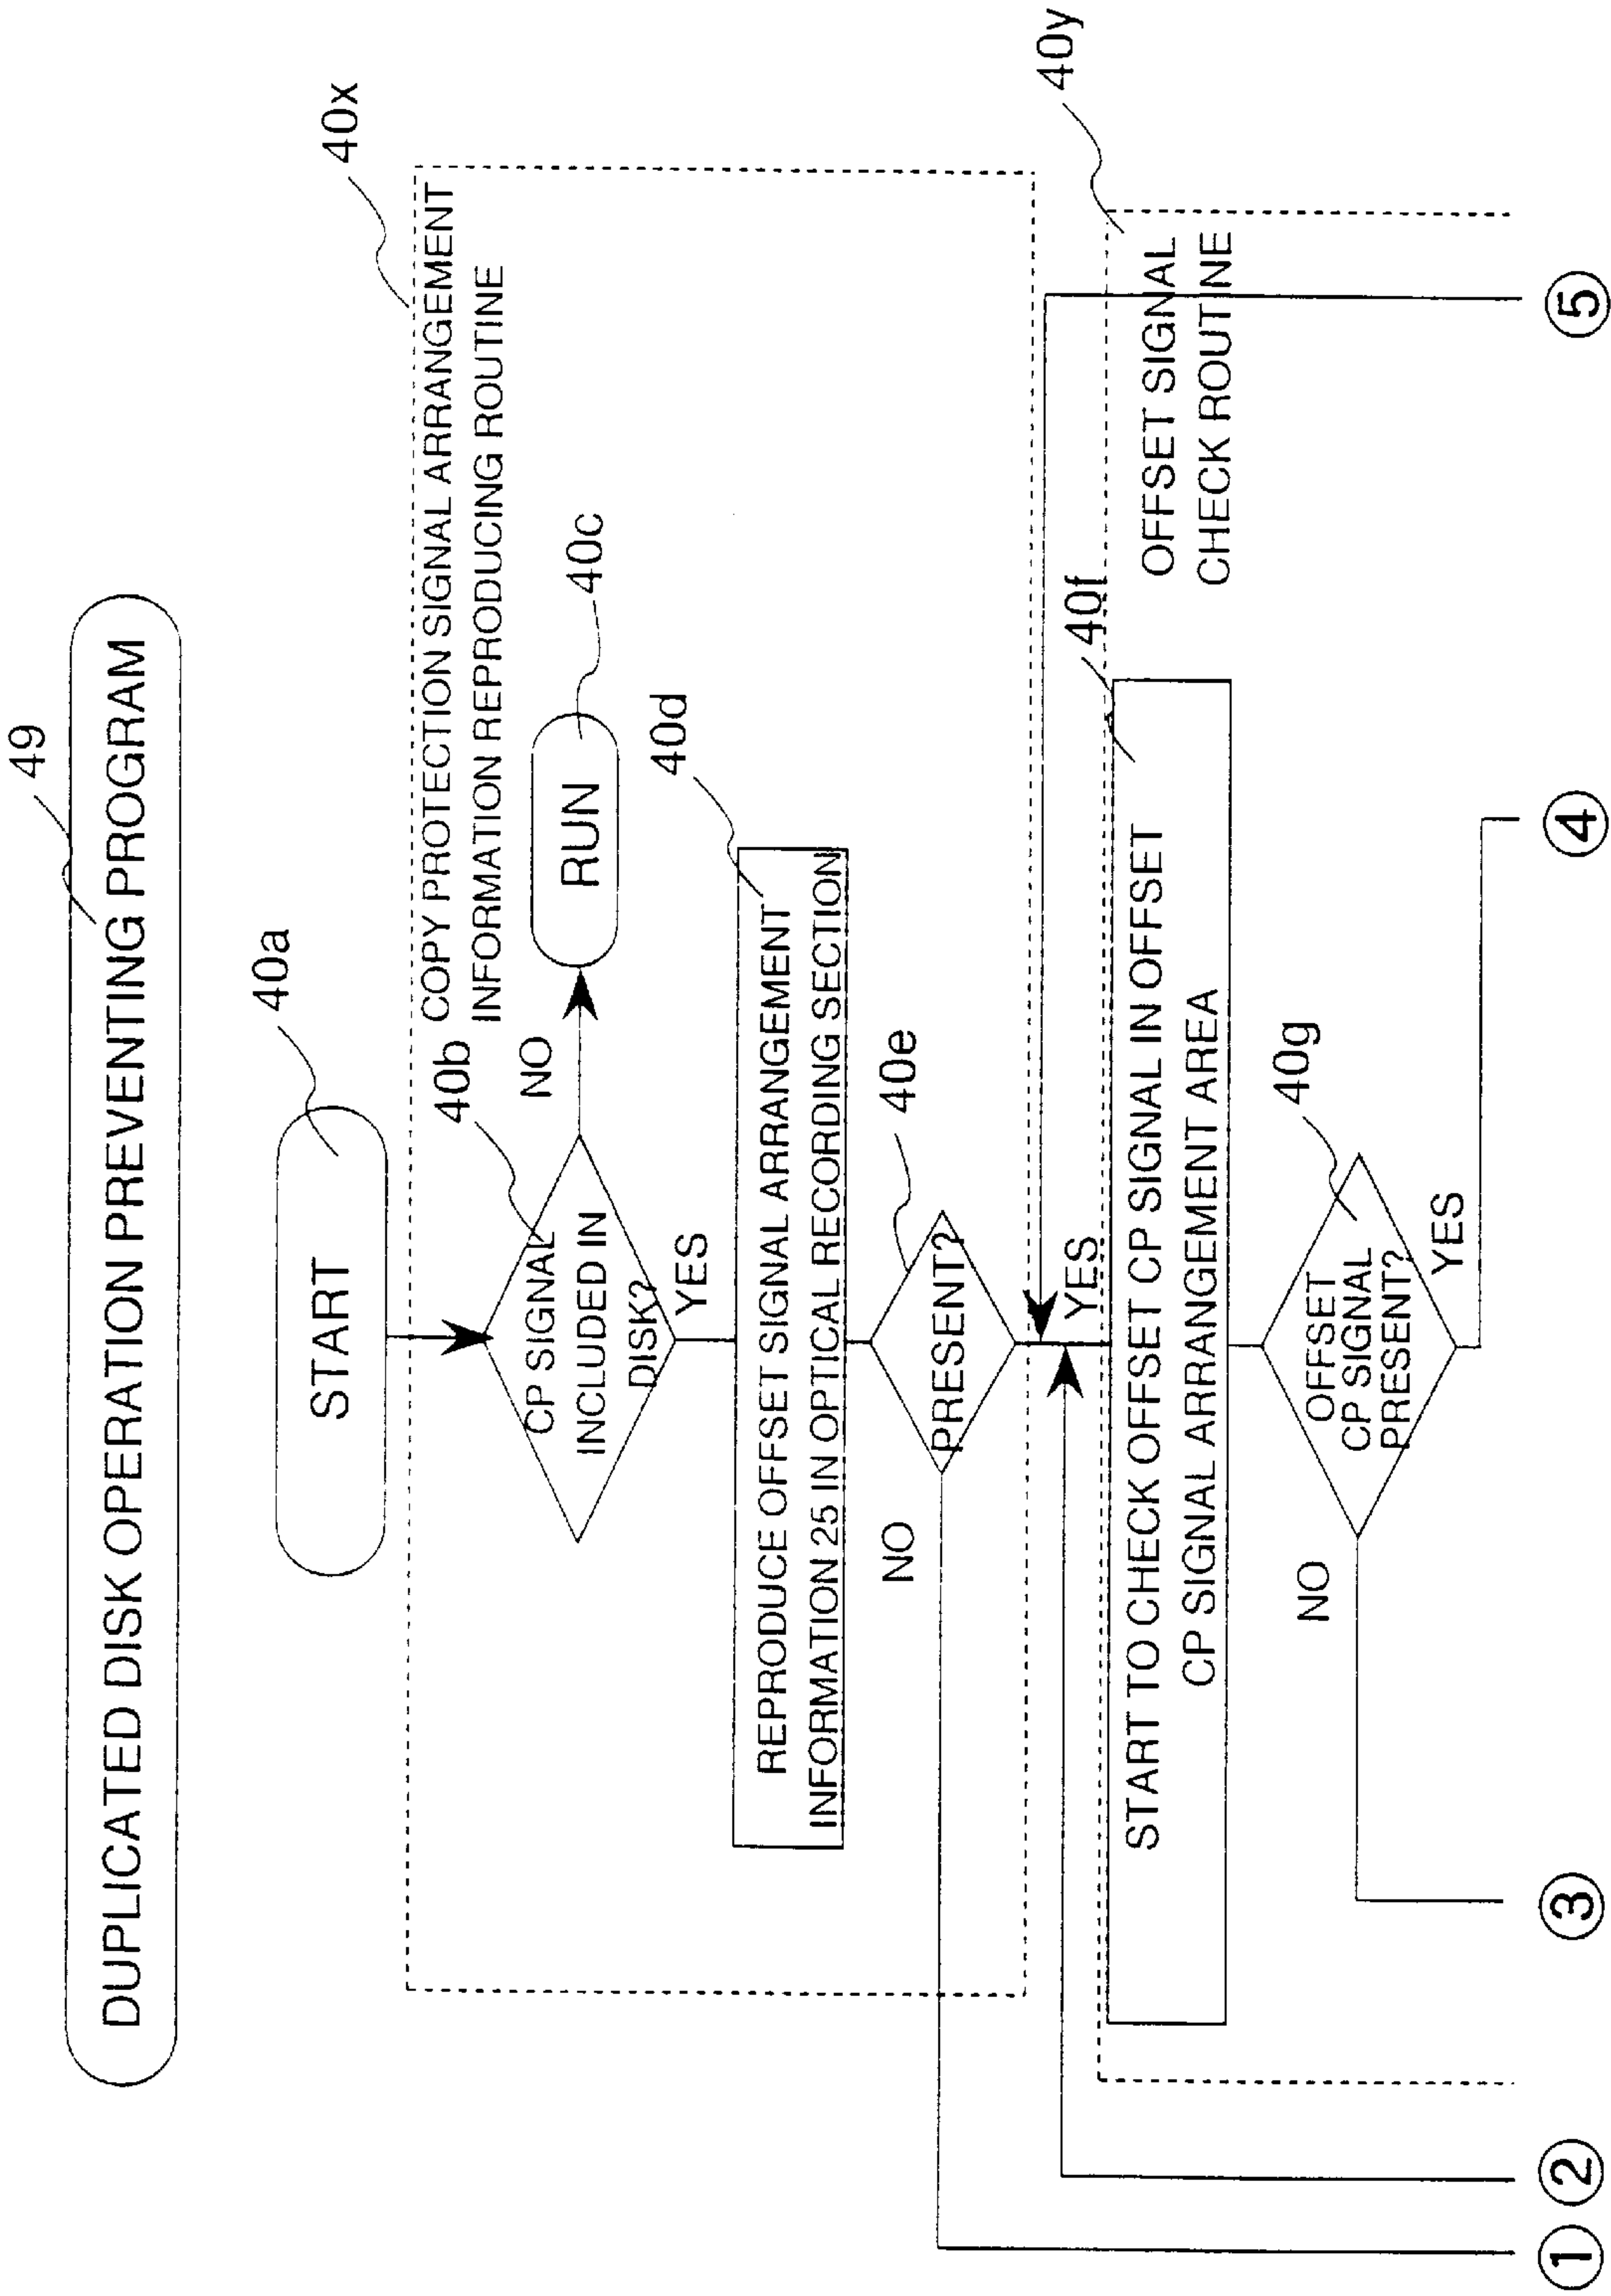 49
DUPLICATED DISK OPERATION PREVENTING PROGRAM
40a
START
40x
COPY PROTECTION SIGNAL ARRANGEMENT
INFORMATION REPRODUCING ROUTINE
40b
CP SIGNAL
INCLUDED IN
DISK?
NO
RUN
40c
YES
40d
REPRODUCE OFFSET SIGNAL ARRANGEMENT
INFORMATION 25 IN OPTICAL RECORDING SECTION
40e
PRESENT?
NO
YES
40y
OFFSET SIGNAL
CHECK ROUTINE
40f
START TO CHECK OFFSET CP SIGNAL IN OFFSET
CP SIGNAL ARRANGEMENT AREA
40g
OFFSET
CP SIGNAL
PRESENT?
NO
YES
① ② ③ ④ ⑤